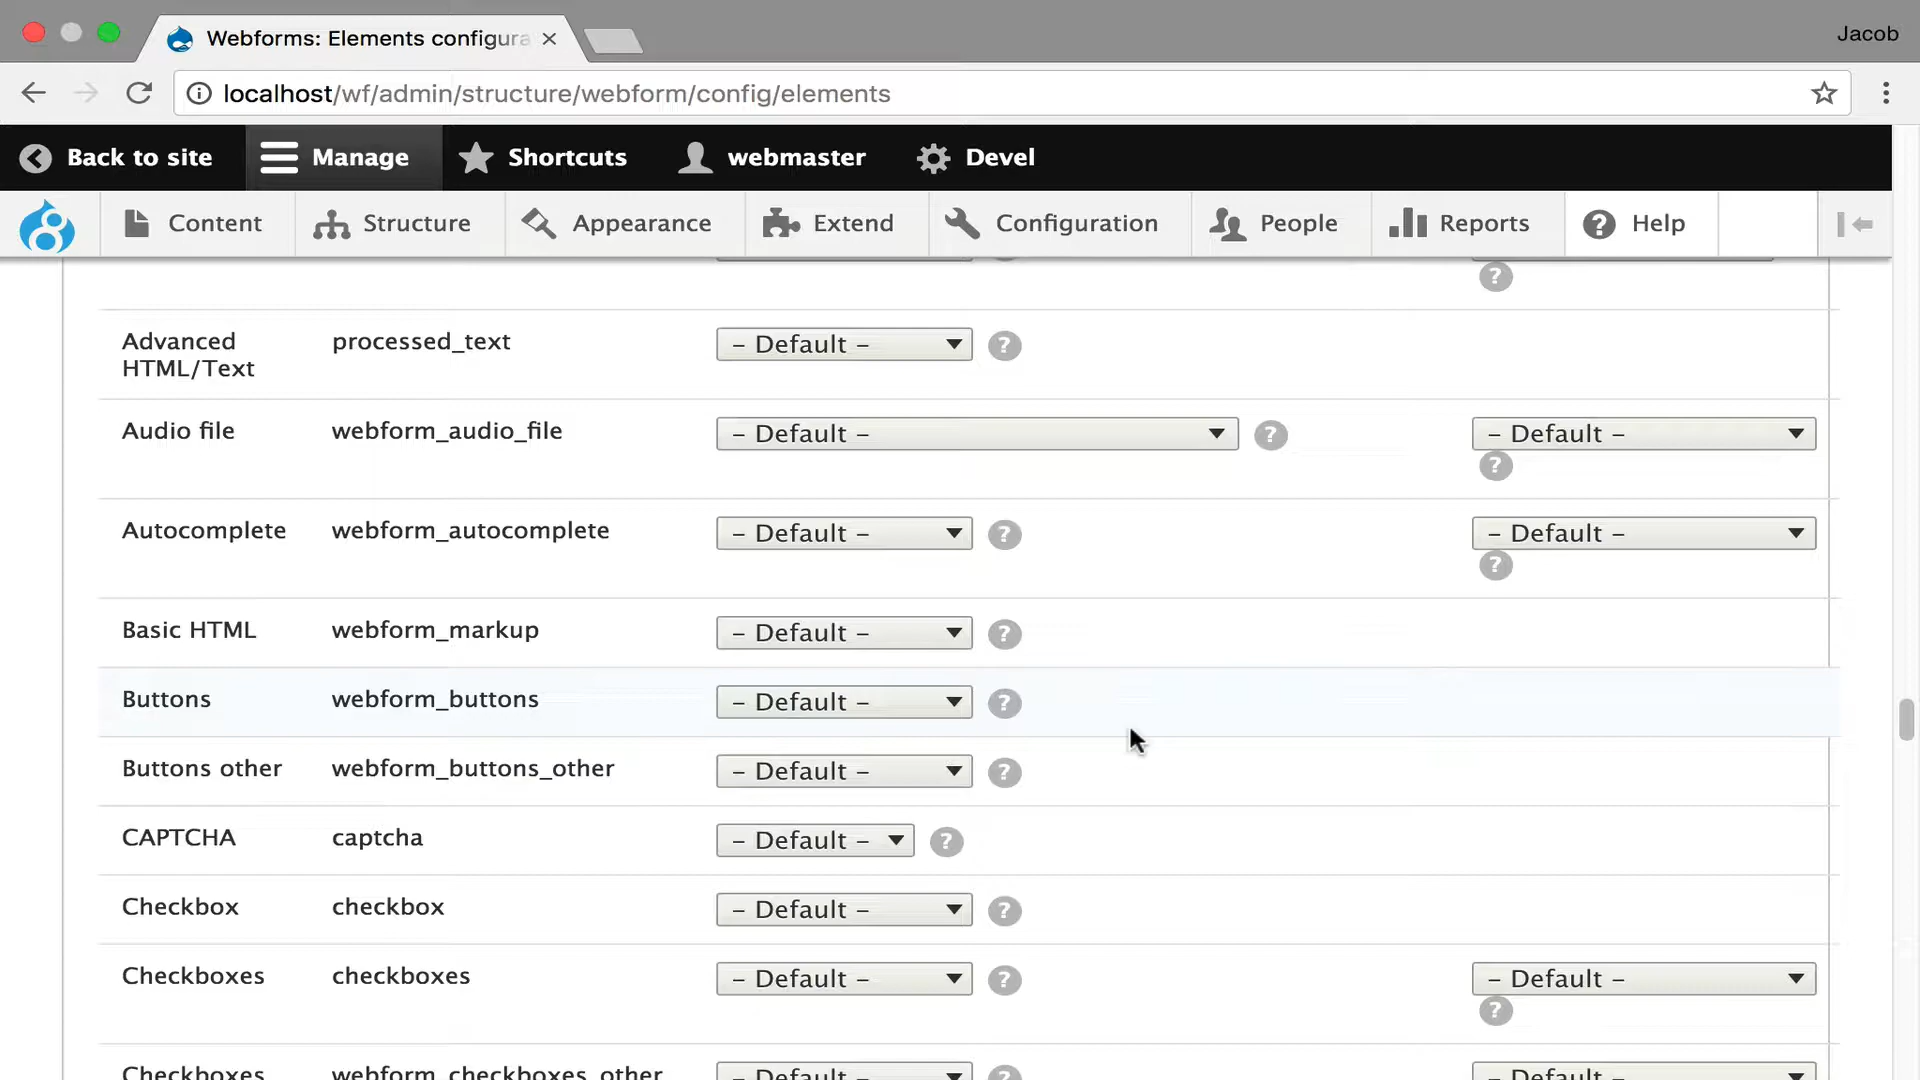 Webforms: Elements configura
Jacob
localhost/wf/admin/structure/webform/config/elements
Back to site
Manage
Shortcuts
webmaster
Devel
Content
Structure
Appearance
Extend
Configuration
People
Reports
Help
?
Advanced HTML/Text
processed_text
– Default –
?
Audio file
webform_audio_file
– Default –
?
– Default –
?
Autocomplete
webform_autocomplete
– Default –
?
– Default –
?
Basic HTML
webform_markup
– Default –
?
Buttons
webform_buttons
– Default –
?
Buttons other
webform_buttons_other
– Default –
?
CAPTCHA
captcha
– Default –
?
Checkbox
checkbox
– Default –
?
Checkboxes
checkboxes
– Default –
?
– Default –
?
Checkboxes
webform_checkboxes_other
– Default –
?
– Default –